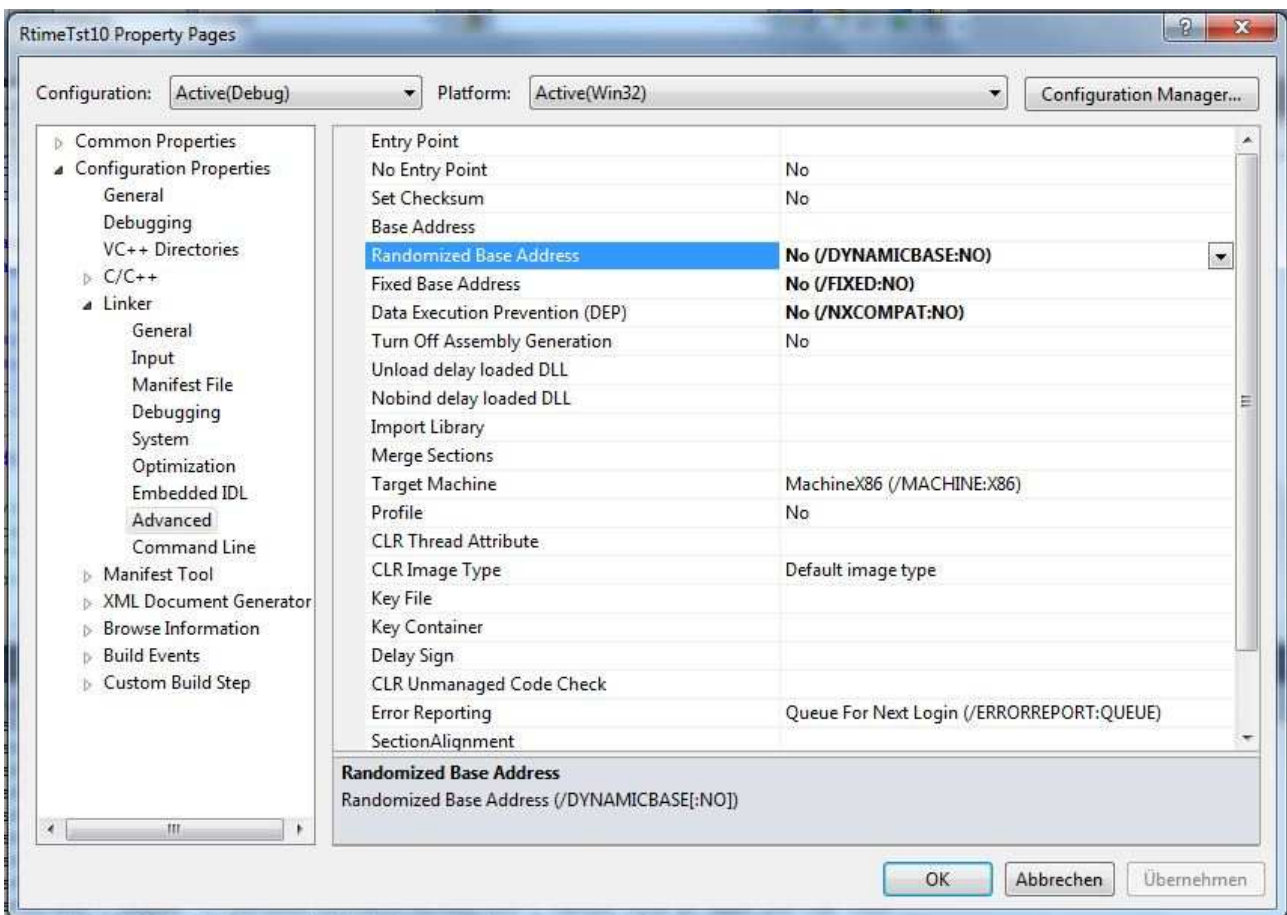 RtimeTst10 Property Pages
Configuration: Active(Debug) Platform: Active(Win32) Configuration Manager...
Common Properties
Configuration Properties
General
Debugging
VC++ Directories
C/C++
Linker
General
Input
Manifest File
Debugging
System
Optimization
Embedded IDL
Advanced
Command Line
Manifest Tool
XML Document Generator
Browse Information
Build Events
Custom Build Step
Entry Point
No Entry Point No
Set Checksum No
Base Address
Randomized Base Address No (/DYNAMICBASE:NO)
Fixed Base Address No (/FIXED:NO)
Data Execution Prevention (DEP) No (/NXCOMPAT:NO)
Turn Off Assembly Generation No
Unload delay loaded DLL
Nobind delay loaded DLL
Import Library
Merge Sections
Target Machine MachineX86 (/MACHINE:X86)
Profile No
CLR Thread Attribute
CLR Image Type Default image type
Key File
Key Container
Delay Sign
CLR Unmanaged Code Check
Error Reporting Queue For Next Login (/ERRORREPORT:QUEUE)
SectionAlignment
Randomized Base Address
Randomized Base Address (/DYNAMICBASE[:NO])
OK Abbrechen Übernehmen